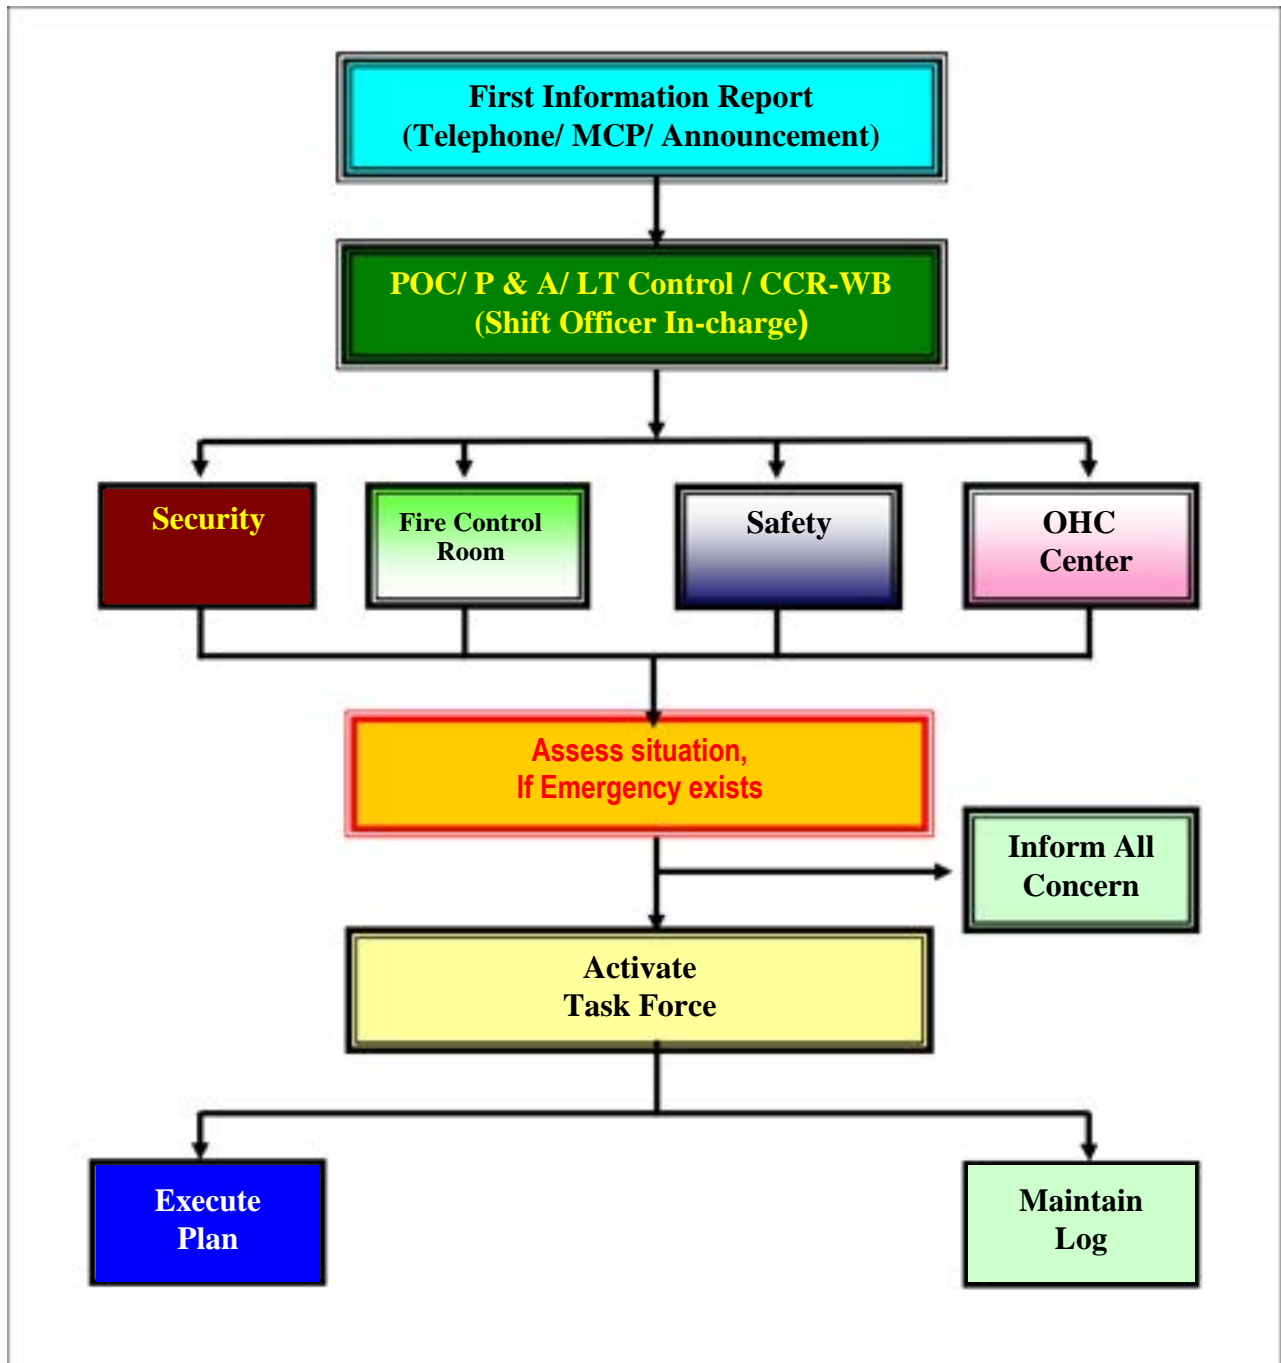 First Information Report
(Telephone/ MCP/ Announcement)
POC/ P & A/ LT Control / CCR-WB
(Shift Officer In-charge)
Security
Fire Control
Room
Safety
OHC
Center
Assess situation,
If Emergency exists
Inform All
Concern
Activate
Task Force
Execute
Plan
Maintain
Log